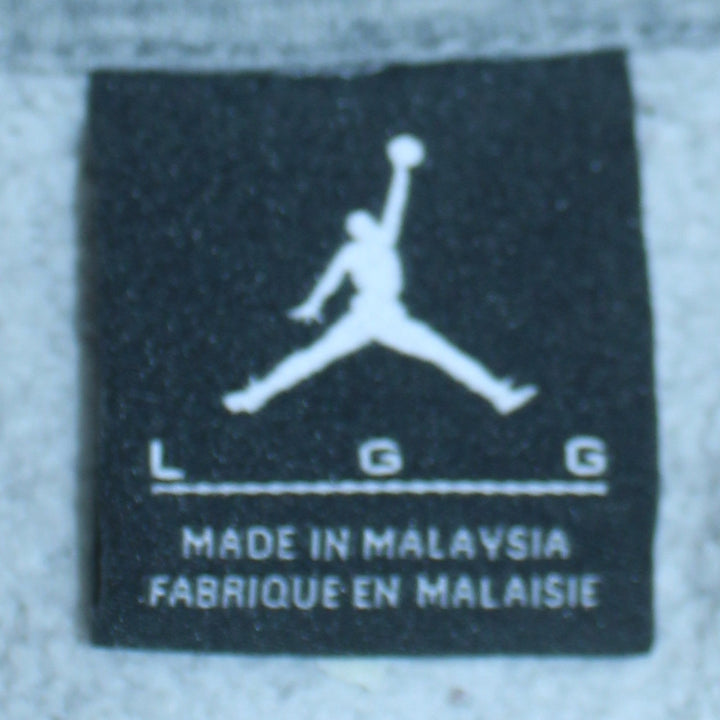 L G G
MADE IN MALAYSIA
FABRIQUE EN MALAISIE